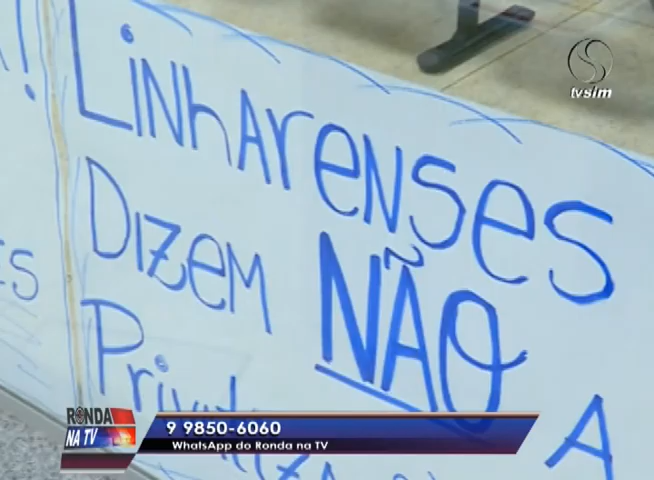 tvsim
Linharenses
Dizem NÃO A
RONDA
NA TV
9 9850-6060
WhatsApp do Ronda na TV